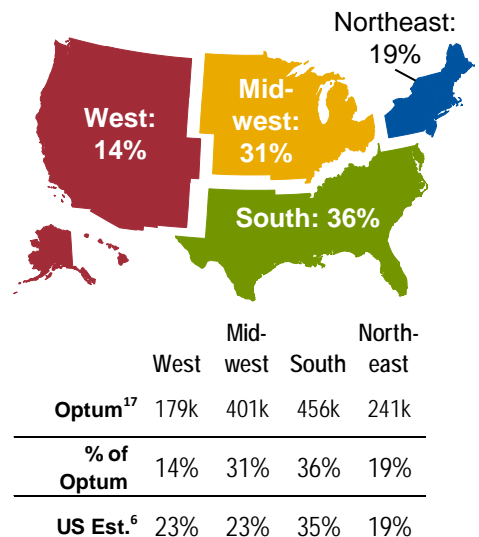 Northeast:
19%
West:
14%
Mid-
west:
31%
South: 36%
Mid-
North-
West west South east
Optum17 179k 401k 456k 241k
% of
Optum 14% 31% 36% 19%
US Est.6 23% 23% 35% 19%